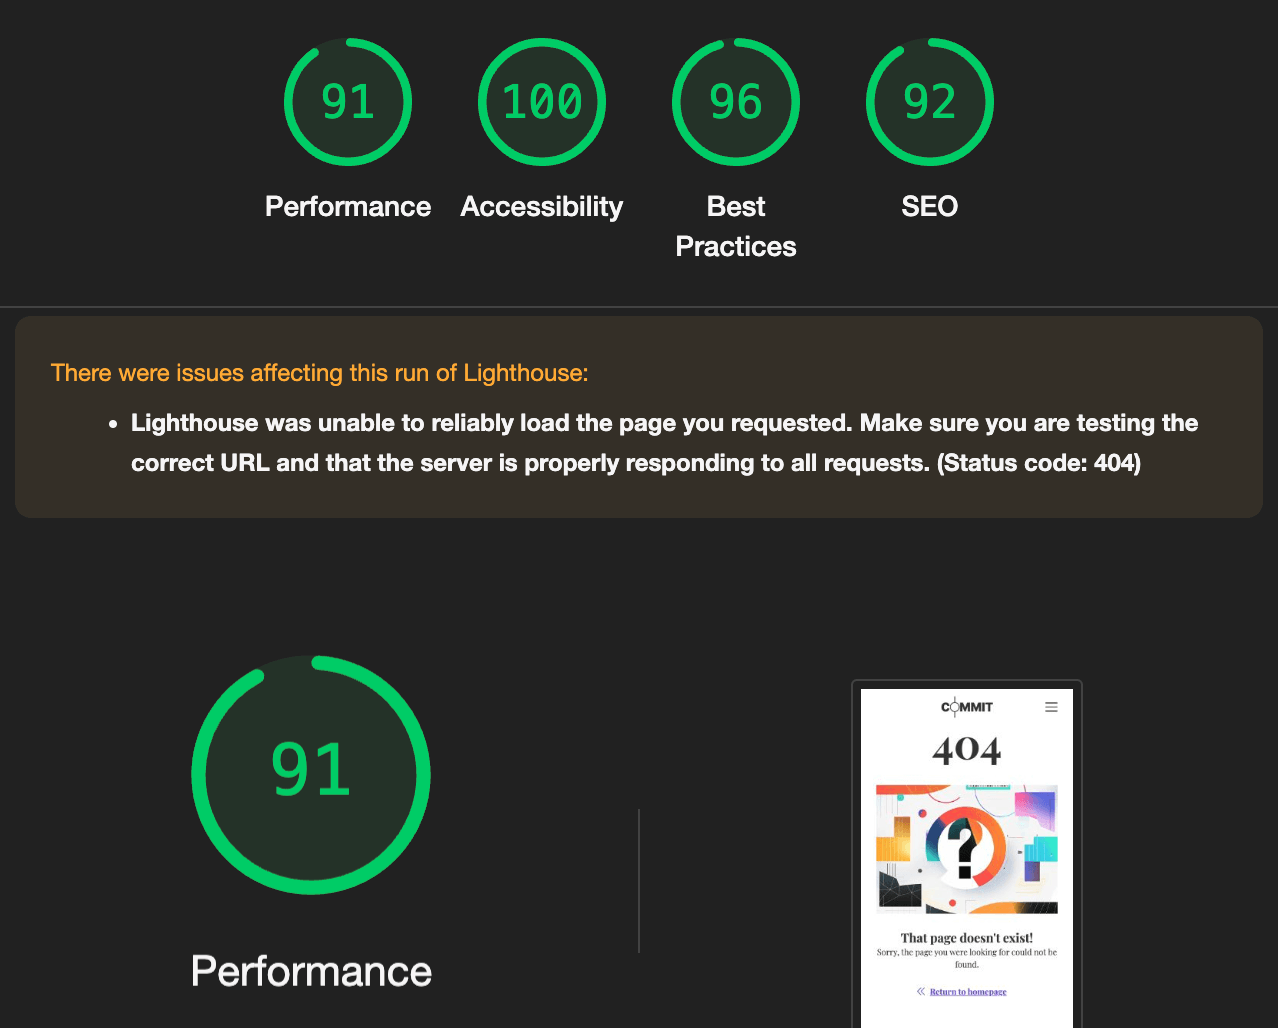 91
100
96
92
Performance
Accessibility
Best
Practices
SEO
There were issues affecting this run of Lighthouse:
Lighthouse was unable to reliably load the page you requested. Make sure you are testing the
correct URL and that the server is properly responding to all requests. (Status code: 404)
91
Performance
COMMIT
404
?
That page doesn't exist!
Sorry, the page you were looking for could not be
found.
Return to homepage